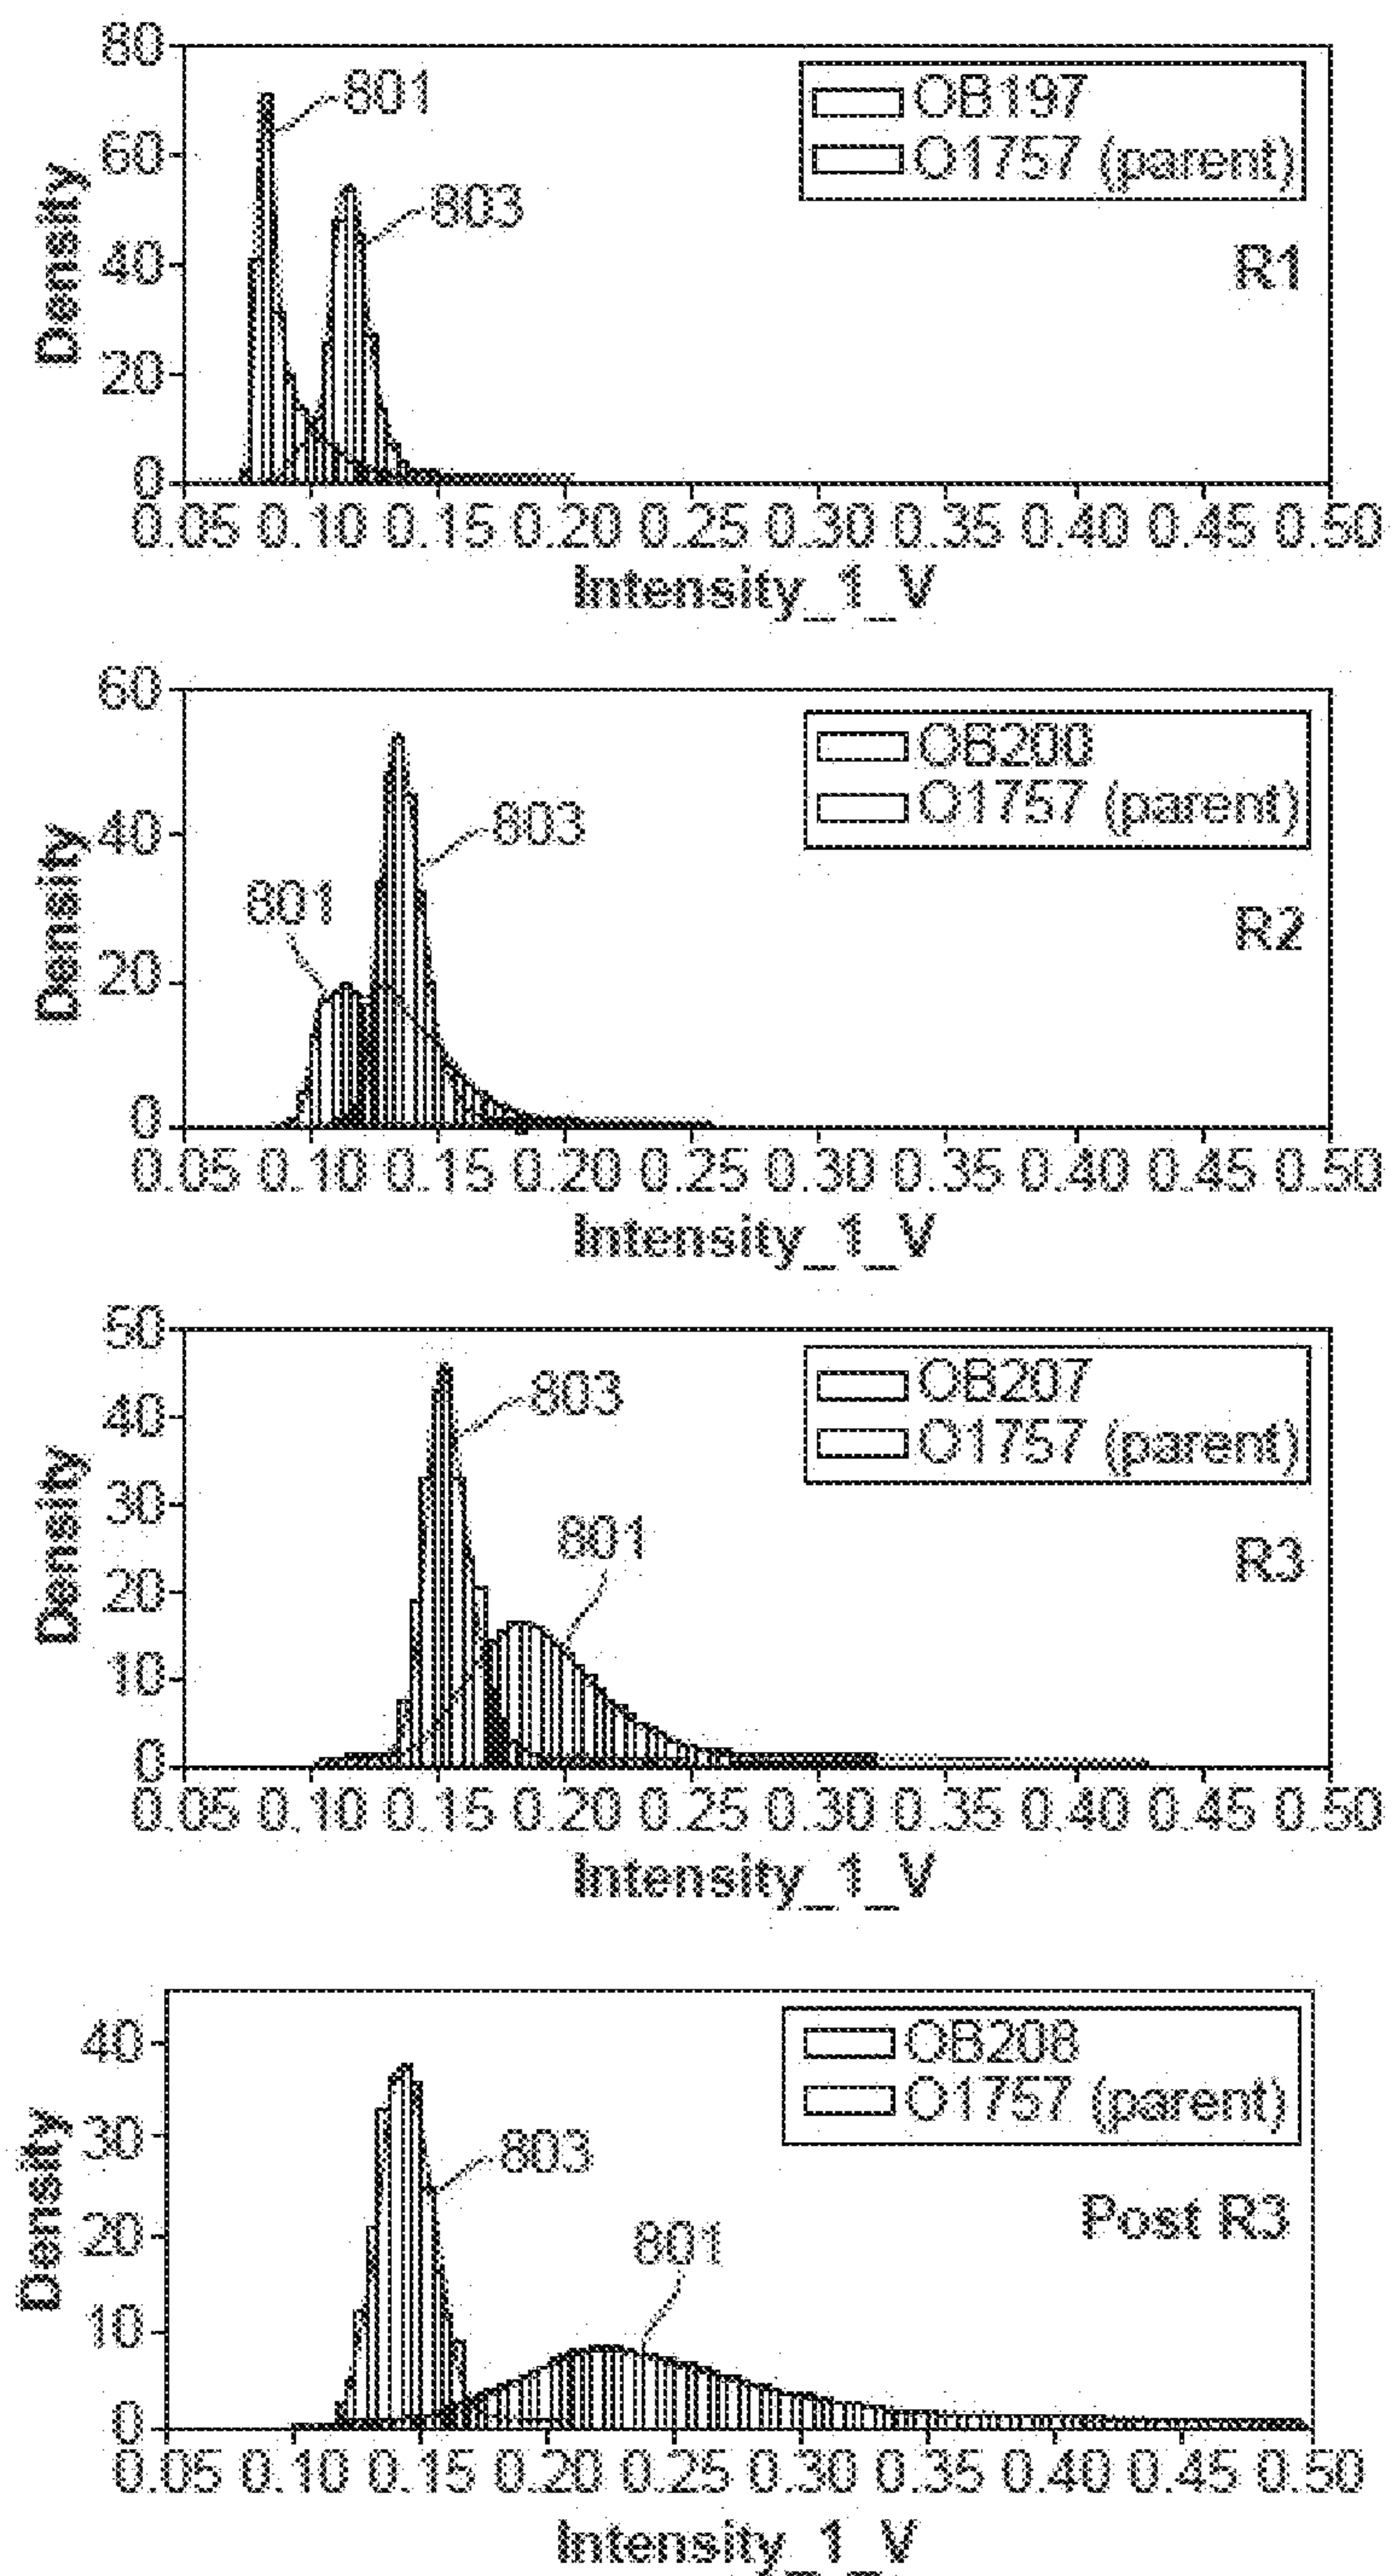 80
60
40
20
0
Density
801
803
OB197
O1757 (parent)
R1
0.05 0.10 0.15 0.20 0.25 0.30 0.35 0.40 0.45 0.50
Intensity_1_V
60
40
20
0
Density
801
803
OB200
O1757 (parent)
R2
0.05 0.10 0.15 0.20 0.25 0.30 0.35 0.40 0.45 0.50
Intensity_1_V
50
40
30
20
10
0
Density
803
801
OB207
O1757 (parent)
R3
0.05 0.10 0.15 0.20 0.25 0.30 0.35 0.40 0.45 0.50
Intensity_1_V
40
30
20
10
0
Density
803
801
OB208
O1757 (parent)
Post R3
0.05 0.10 0.15 0.20 0.25 0.30 0.35 0.40 0.45 0.50
Intensity_1_V